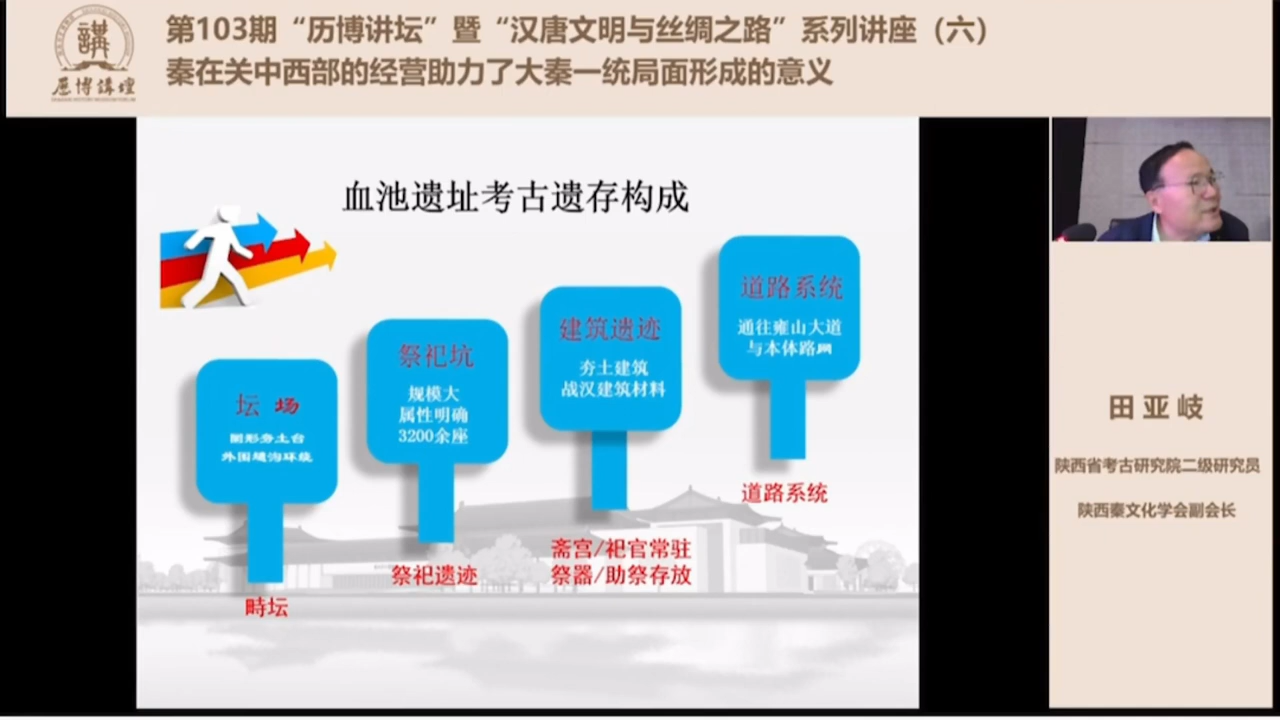 第103期“历博讲坛”暨“汉唐文明与丝绸之路”系列讲座（六）
秦在关中西部的经营助力了大秦一统局面形成的意义
講
歷博講壇
血池遗址考古遗存构成
坛 场
圜形夯土台
外围壝沟环绕
畤坛
祭祀坑
规模大
属性明确
3200余座
祭祀遗迹
建筑遗迹
夯土建筑
战汉建筑材料
斋宫/祀官常驻
祭器/助祭存放
道路系统
通往雍山大道
与本体路网
道路系统
田亚岐
陕西省考古研究院二级研究员
陕西秦文化学会副会长